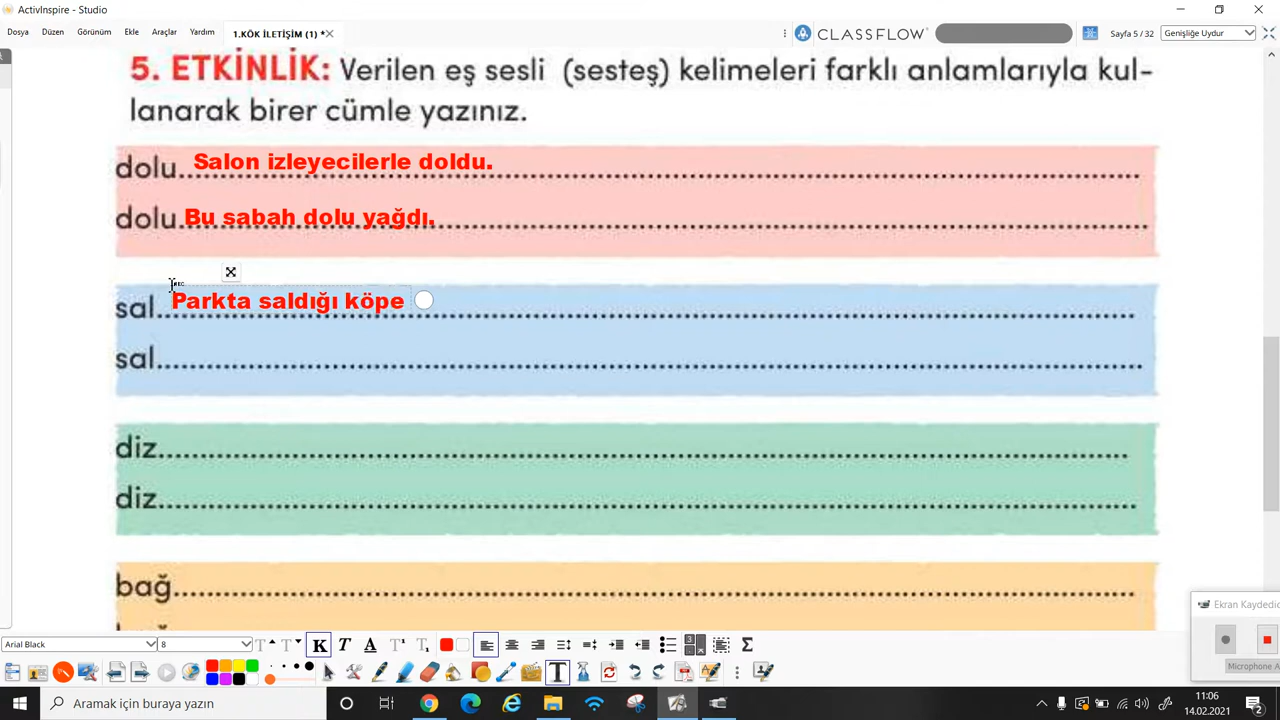 ActivInspire - Studio
Dosya Düzen Görünüm Ekle Araçlar Yardım 1.KÖK İLETİŞİM (1) * CLASSFLOW Sayfa 5 / 32 Genişliğe Uydur
5. ETKİNLİK: Verilen eş sesli (sesteş) kelimeleri farklı anlamlarıyla kul-
lanarak birer cümle yazınız.
dolu Salon izleyecilerle doldu.
dolu Bu sabah dolu yağdı.
sal Parkta saldığı köpe
sal
diz
diz
bağ
Ekran Kaydedic
Microphone A
Arial Black 8
Aramak için buraya yazın
11:06
14.02.2021